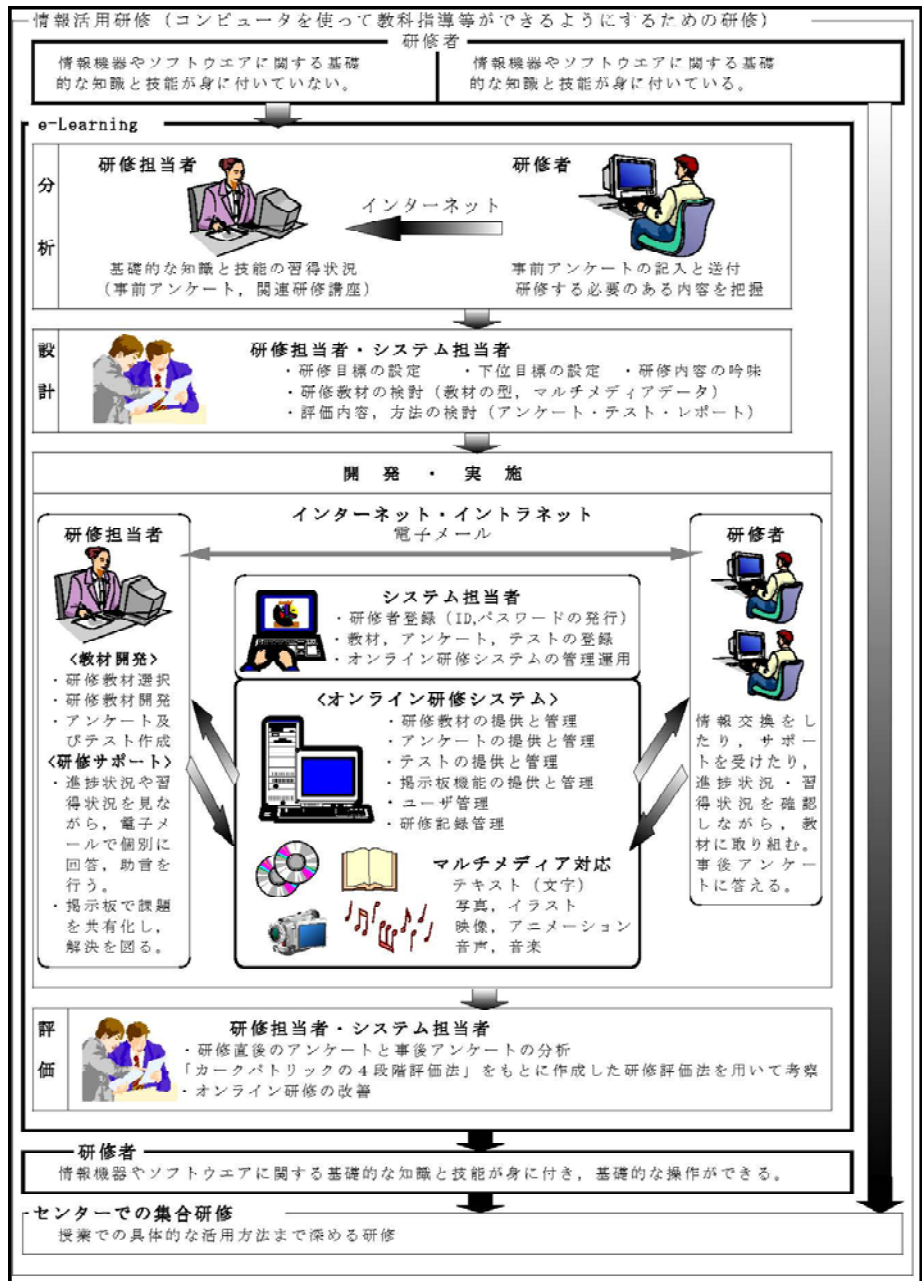 情報活用研修（コンピュータを使って教科指導等ができるようにするための研修）
研修者
情報機器やソフトウエアに関する基礎
的な知識と技能が身に付いていない。
情報機器やソフトウエアに関する基礎
的な知識と技能が身に付いている。
e-Learning
分析
研修担当者
研修者
インターネット
基礎的な知識と技能の習得状況
（事前アンケート，関連研修講座）
事前アンケートの記入と送付
研修する必要のある内容を把握
設計
研修担当者・システム担当者
・研修目標の設定　・下位目標の設定　・研修内容の吟味
・研修教材の検討（教材の型，マルチメディアデータ）
・評価内容，方法の検討（アンケート・テスト・レポート）
開発・実施
インターネット・イントラネット
電子メール
研修担当者
<教材開発>
・研修教材選択
・研修教材開発
・アンケート及
びテスト作成
<研修サポート>
・進捗状況や習
得状況を見な
がら，電子メ
ールで個別に
回答，助言を
行う。
・掲示板で課題
を共有化し，
解決を図る。
システム担当者
・研修者登録（ID,パスワードの発行）
・教材，アンケート，テストの登録
・オンライン研修システムの管理運用
<オンライン研修システム>
・研修教材の提供と管理
・アンケートの提供と管理
・テストの提供と管理
・掲示板機能の提供と管理
・ユーザ管理
・研修記録管理
マルチメディア対応
テキスト（文字）
写真，イラスト
映像，アニメーション
音声，音楽
研修者
情報交換をし
たり，サポー
トを受けたり，
進捗状況・習
得状況を確認
しながら，教
材に取り組む。
事後アンケー
トに答える。
評価
研修担当者・システム担当者
・研修直後のアンケートと事後アンケートの分析
「カークパトリックの４段階評価法」をもとに作成した研修評価法を用いて考察
・オンライン研修の改善
研修者
情報機器やソフトウエアに関する基礎的な知識と技能が身に付き，基礎的な操作ができる。
センターでの集合研修
授業での具体的な活用方法まで深める研修